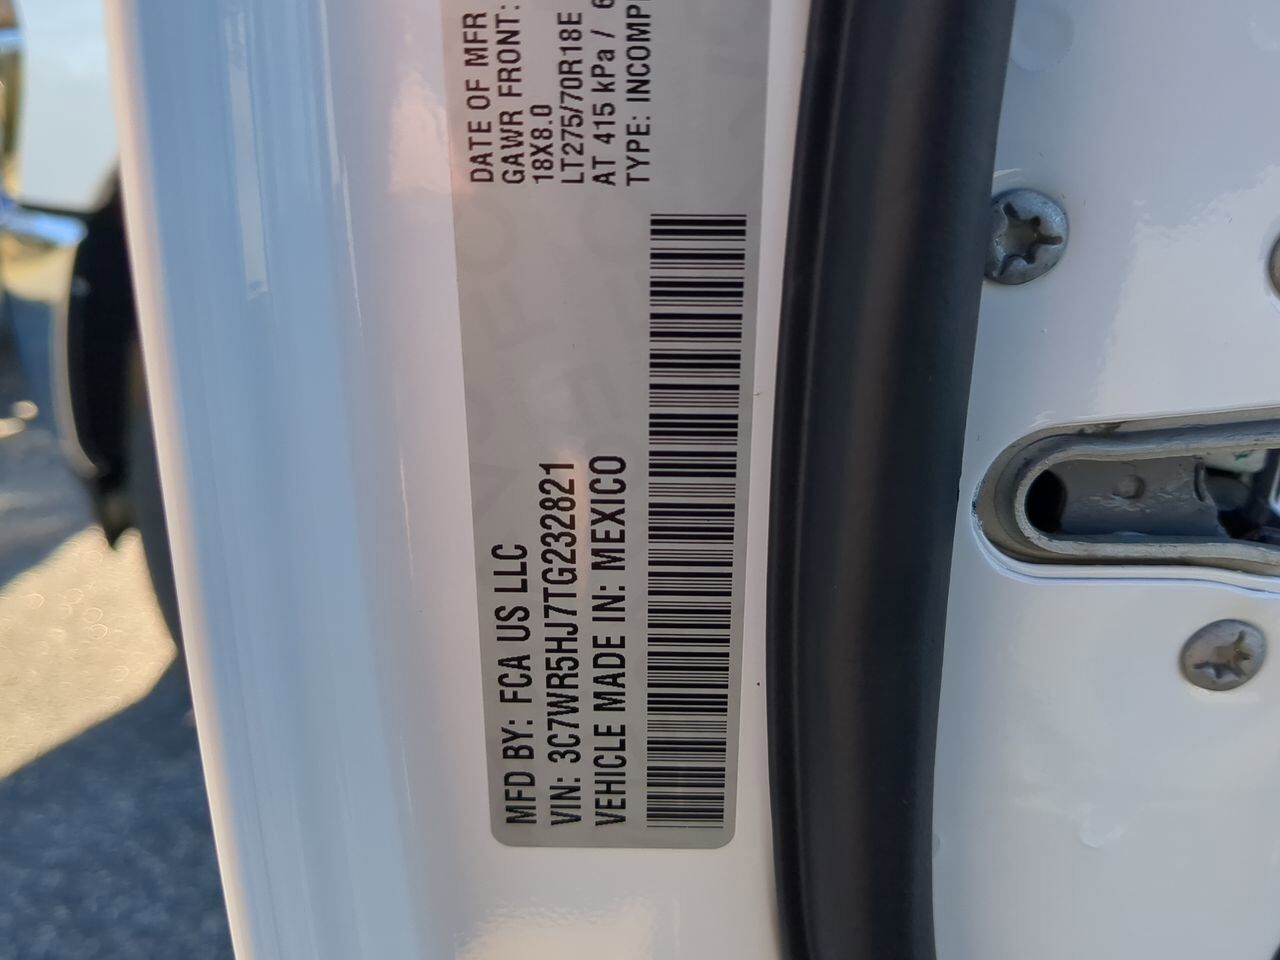 MFD BY: FCA US LLC
VIN: 3C7WR5HJ7TG232821
VEHICLE MADE IN: MEXICO
DATE OF MFR
GAWR FRONT:
18X8.0
LT275/70R18E
AT 415 kPa / 6
TYPE: INCOMP